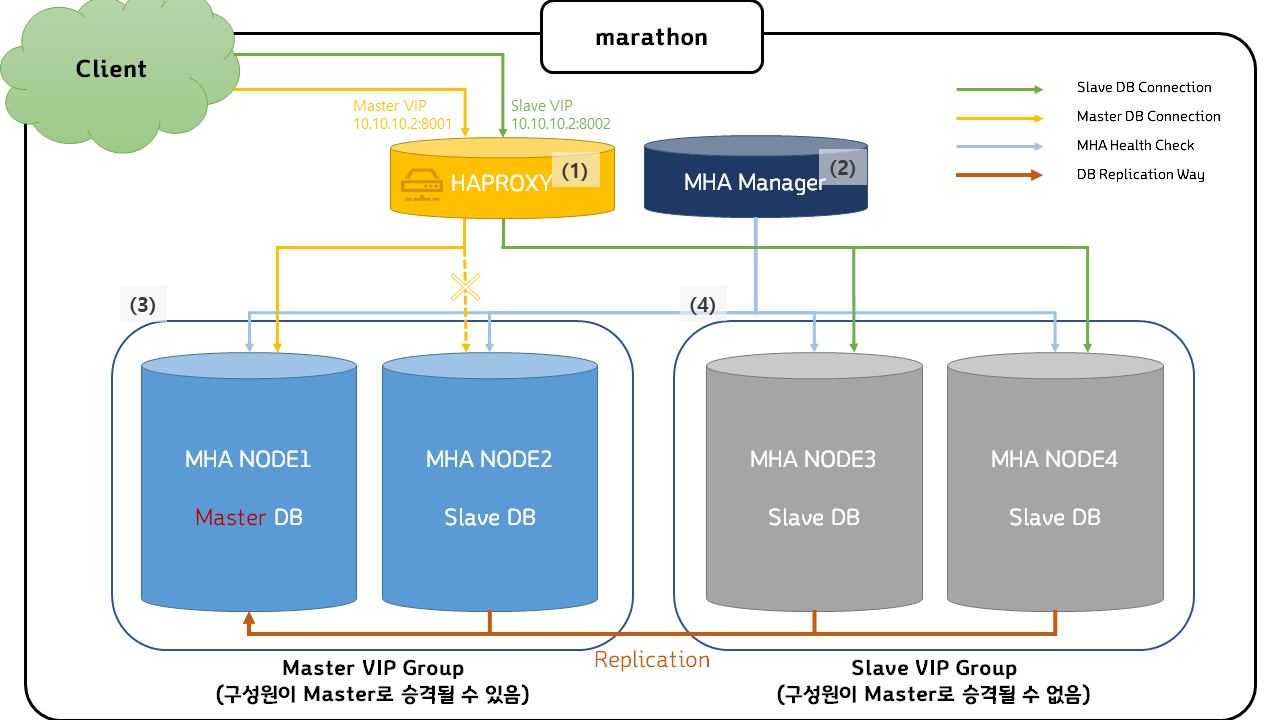 marathon
Client
Slave DB Connection
Master DB Connection
MHA Health Check
DB Replication Way
Master VIP
10.10.10.2:8001
Slave VIP
10.10.10.2:8002
HAPROXY
(1)
MHA Manager
(2)
(3)
(4)
MHA NODE1
Master DB
MHA NODE2
Slave DB
MHA NODE3
Slave DB
MHA NODE4
Slave DB
Replication
Master VIP Group
(구성원이 Master로 승격될 수 있음)
Slave VIP Group
(구성원이 Master로 승격될 수 없음)